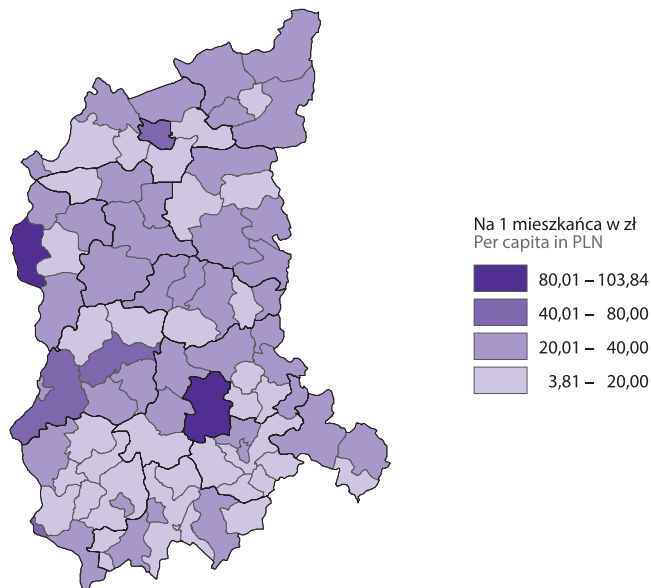 Na 1 mieszkańca w zł
Per capita in PLN
80,01 – 103,84
40,01 – 80,00
20,01 – 40,00
3,81 – 20,00